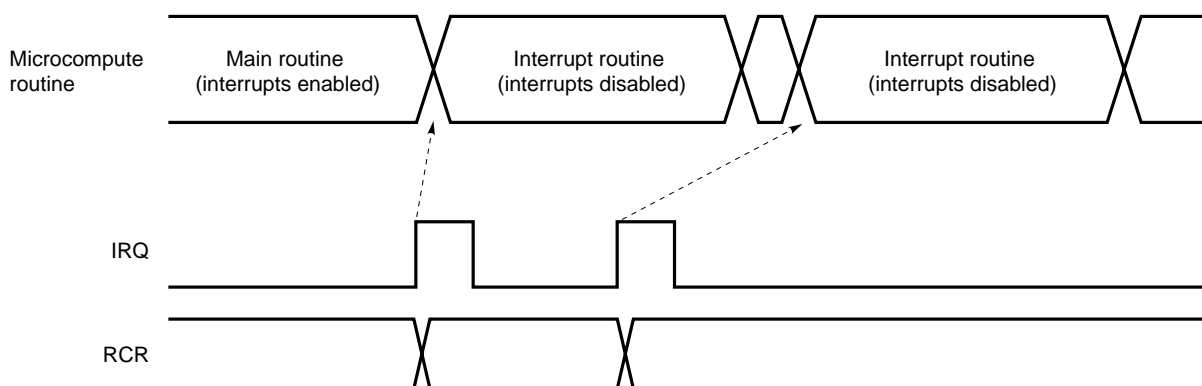 Microcompute
routine
Main routine
(interrupts enabled)
Interrupt routine
(interrupts disabled)
Interrupt routine
(interrupts disabled)
IRQ
RCR